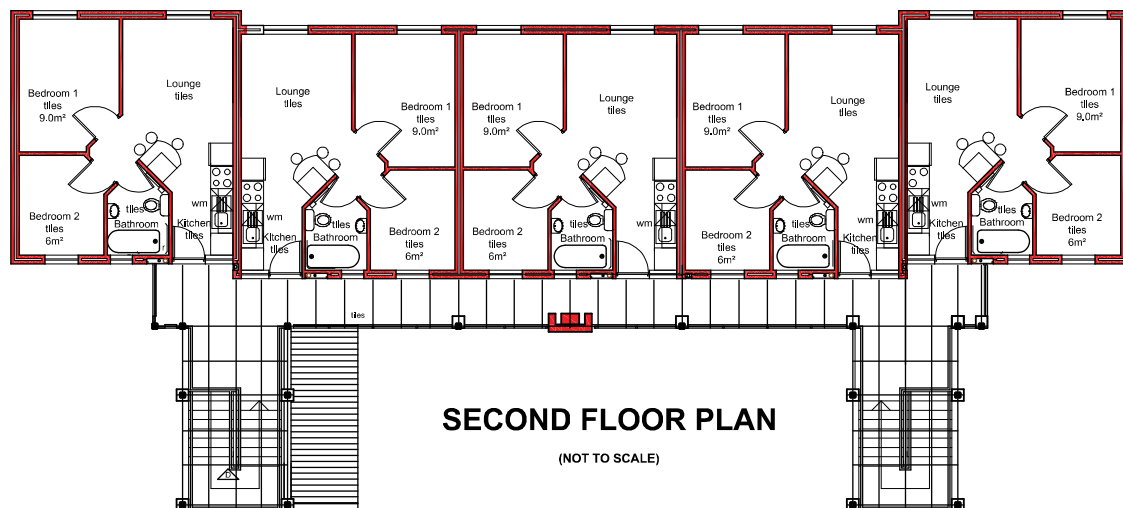 Bedroom 1
tiles
9.0m²
Lounge
tiles
Bedroom 2
tiles
6m²
tiles
Bathroom
wm
Kitchen
tiles
Lounge
tiles
Bedroom 1
tiles
9.0m²
wm
Kitchen
tiles
tiles
Bathroom
Bedroom 2
tiles
6m²
Bedroom 1
tiles
9.0m²
Lounge
tiles
Bedroom 2
tiles
6m²
tiles
Bathroom
wm
Bedroom 1
tiles
9.0m²
Lounge
tiles
Bedroom 2
tiles
6m²
tiles
Bathroom
wm
Kitchen
tiles
Lounge
tiles
Bedroom 1
tiles
9.0m²
wm
Kitchen
tiles
tiles
Bathroom
Bedroom 2
tiles
6m²
tiles
SECOND FLOOR PLAN
(NOT TO SCALE)
D